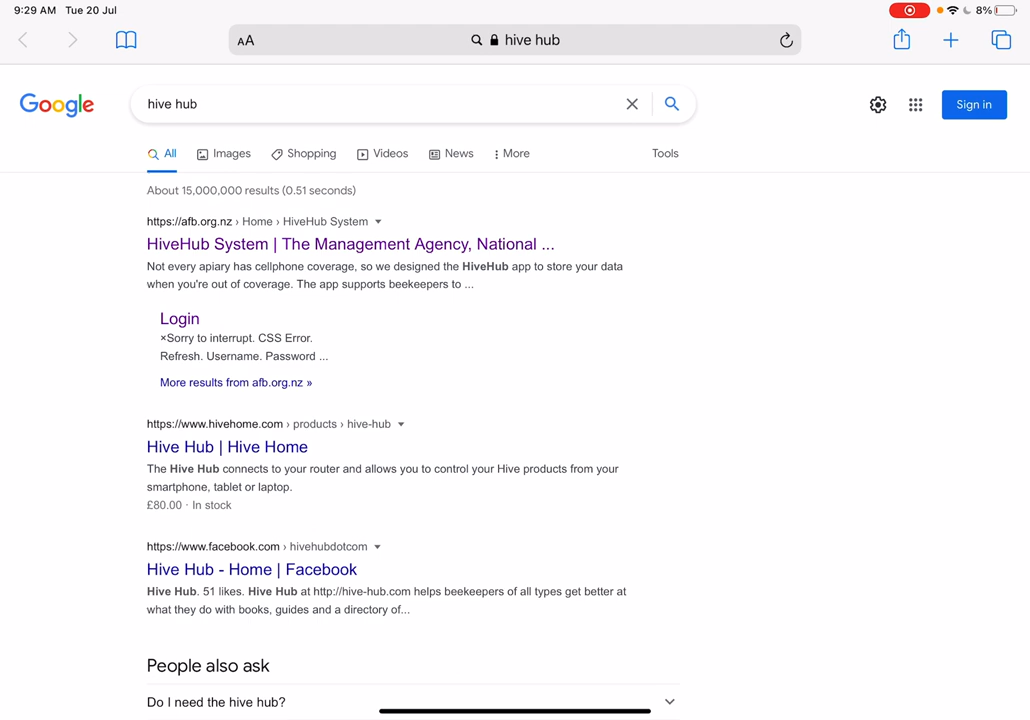 9:29 AM Tue 20 Jul 8%
AA hive hub
Google hive hub Sign in
All Images Shopping Videos News More Tools
About 15,000,000 results (0.51 seconds)
https://afb.org.nz › Home › HiveHub System
HiveHub System | The Management Agency, National ...
Not every apiary has cellphone coverage, so we designed the HiveHub app to store your data
when you're out of coverage. The app supports beekeepers to ...
Login
×Sorry to interrupt. CSS Error.
Refresh. Username. Password ...
More results from afb.org.nz »
https://www.hivehome.com › products › hive-hub
Hive Hub | Hive Home
The Hive Hub connects to your router and allows you to control your Hive products from your
smartphone, tablet or laptop.
£80.00 · In stock
https://www.facebook.com › hivehubdotcom
Hive Hub - Home | Facebook
Hive Hub. 51 likes. Hive Hub at http://hive-hub.com helps beekeepers of all types get better at
what they do with books, guides and a directory of...
People also ask
Do I need the hive hub?